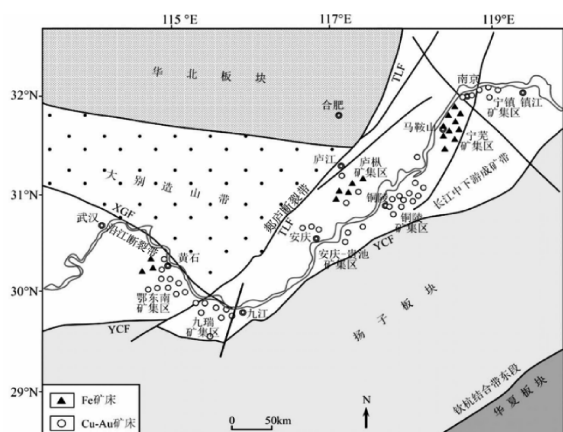 115°E
117°E
119°E
32°N
31°N
30°N
29°N
华北板块
合肥
TLF
南京
宁镇
矿集区
镇江
马鞍山
宁芜
矿集区
大别造山带
庐江
庐枞
矿集区
郯庐断裂带
TLF
长江中下游成矿带
铜陵
铜陵
矿集区
武汉
XGF
沿江断裂带
黄石
安庆
安庆-贵池
矿集区
YCF
鄂东南
矿集区
九瑞
矿集区
九江
YCF
扬子板块
钦杭结合带东段
华夏板块
Fe矿床
Cu-Au矿床
0
50km
N